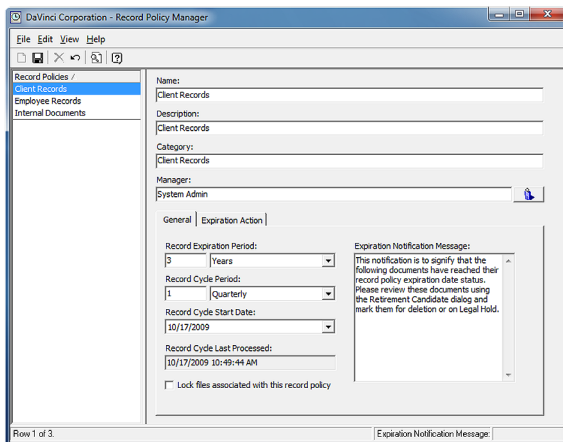 DaVinci Corporation - Record Policy Manager
File Edit View Help
Record Policies /
Client Records
Employee Records
Internal Documents
Name:
Client Records
Description:
Client Records
Category:
Client Records
Manager:
System Admin
General Expiration Action
Record Expiration Period:
3 Years
Record Cycle Period:
1 Quarterly
Record Cycle Start Date:
10/17/2009
Record Cycle Last Processed:
10/17/2009 10:49:44 AM
Lock files associated with this record policy
Expiration Notification Message:
This notification is to signify that the
following documents have reached their
record policy expiration date status.
Please review these documents using
the Retirement Candidate dialog and
mark them for deletion or on Legal Hold.
Row 1 of 3.
Expiration Notification Message: